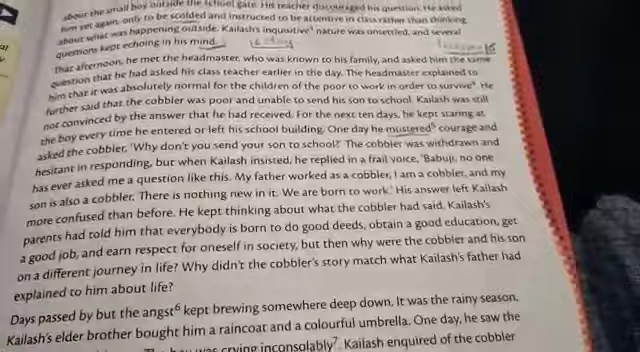 about the small boy outside the school gate. His teacher discouraged his question. He asked
him yet again, only to be scolded and instructed to be attentive in class rather than thinking
about what was happening outside. Kailash's inquisitive¹ nature was unsettled, and several
questions kept echoing in his mind.
That afternoon, he met the headmaster, who was known to his family, and asked him the same
question that he had asked his class teacher earlier in the day. The headmaster explained to
him that it was absolutely normal for the children of the poor to work in order to survive⁴. He
further said that the cobbler was poor and unable to send his son to school. Kailash was still
not convinced by the answer that he had received. For the next ten days, he kept staring at
the boy every time he entered or left his school building. One day he mustered⁵ courage and
asked the cobbler, 'Why don't you send your son to school?' The cobbler was withdrawn and
hesitant in responding, but when Kailash insisted, he replied in a frail voice, 'Babuji, no one
has ever asked me a question like this. My father worked as a cobbler, I am a cobbler, and my
son is also a cobbler. There is nothing new in it. We are born to work.' His answer left Kailash
more confused than before. He kept thinking about what the cobbler had said. Kailash's
parents had told him that everybody is born to do good deeds, obtain a good education, get
a good job, and earn respect for oneself in society, but then why were the cobbler and his son
on a different journey in life? Why didn't the cobbler's story match what Kailash's father had
explained to him about life?
Days passed by but the angst⁶ kept brewing somewhere deep down. It was the rainy season.
Kailash's elder brother bought him a raincoat and a colourful umbrella. One day, he saw the
boy was crying inconsolably⁷. Kailash enquired of the cobbler